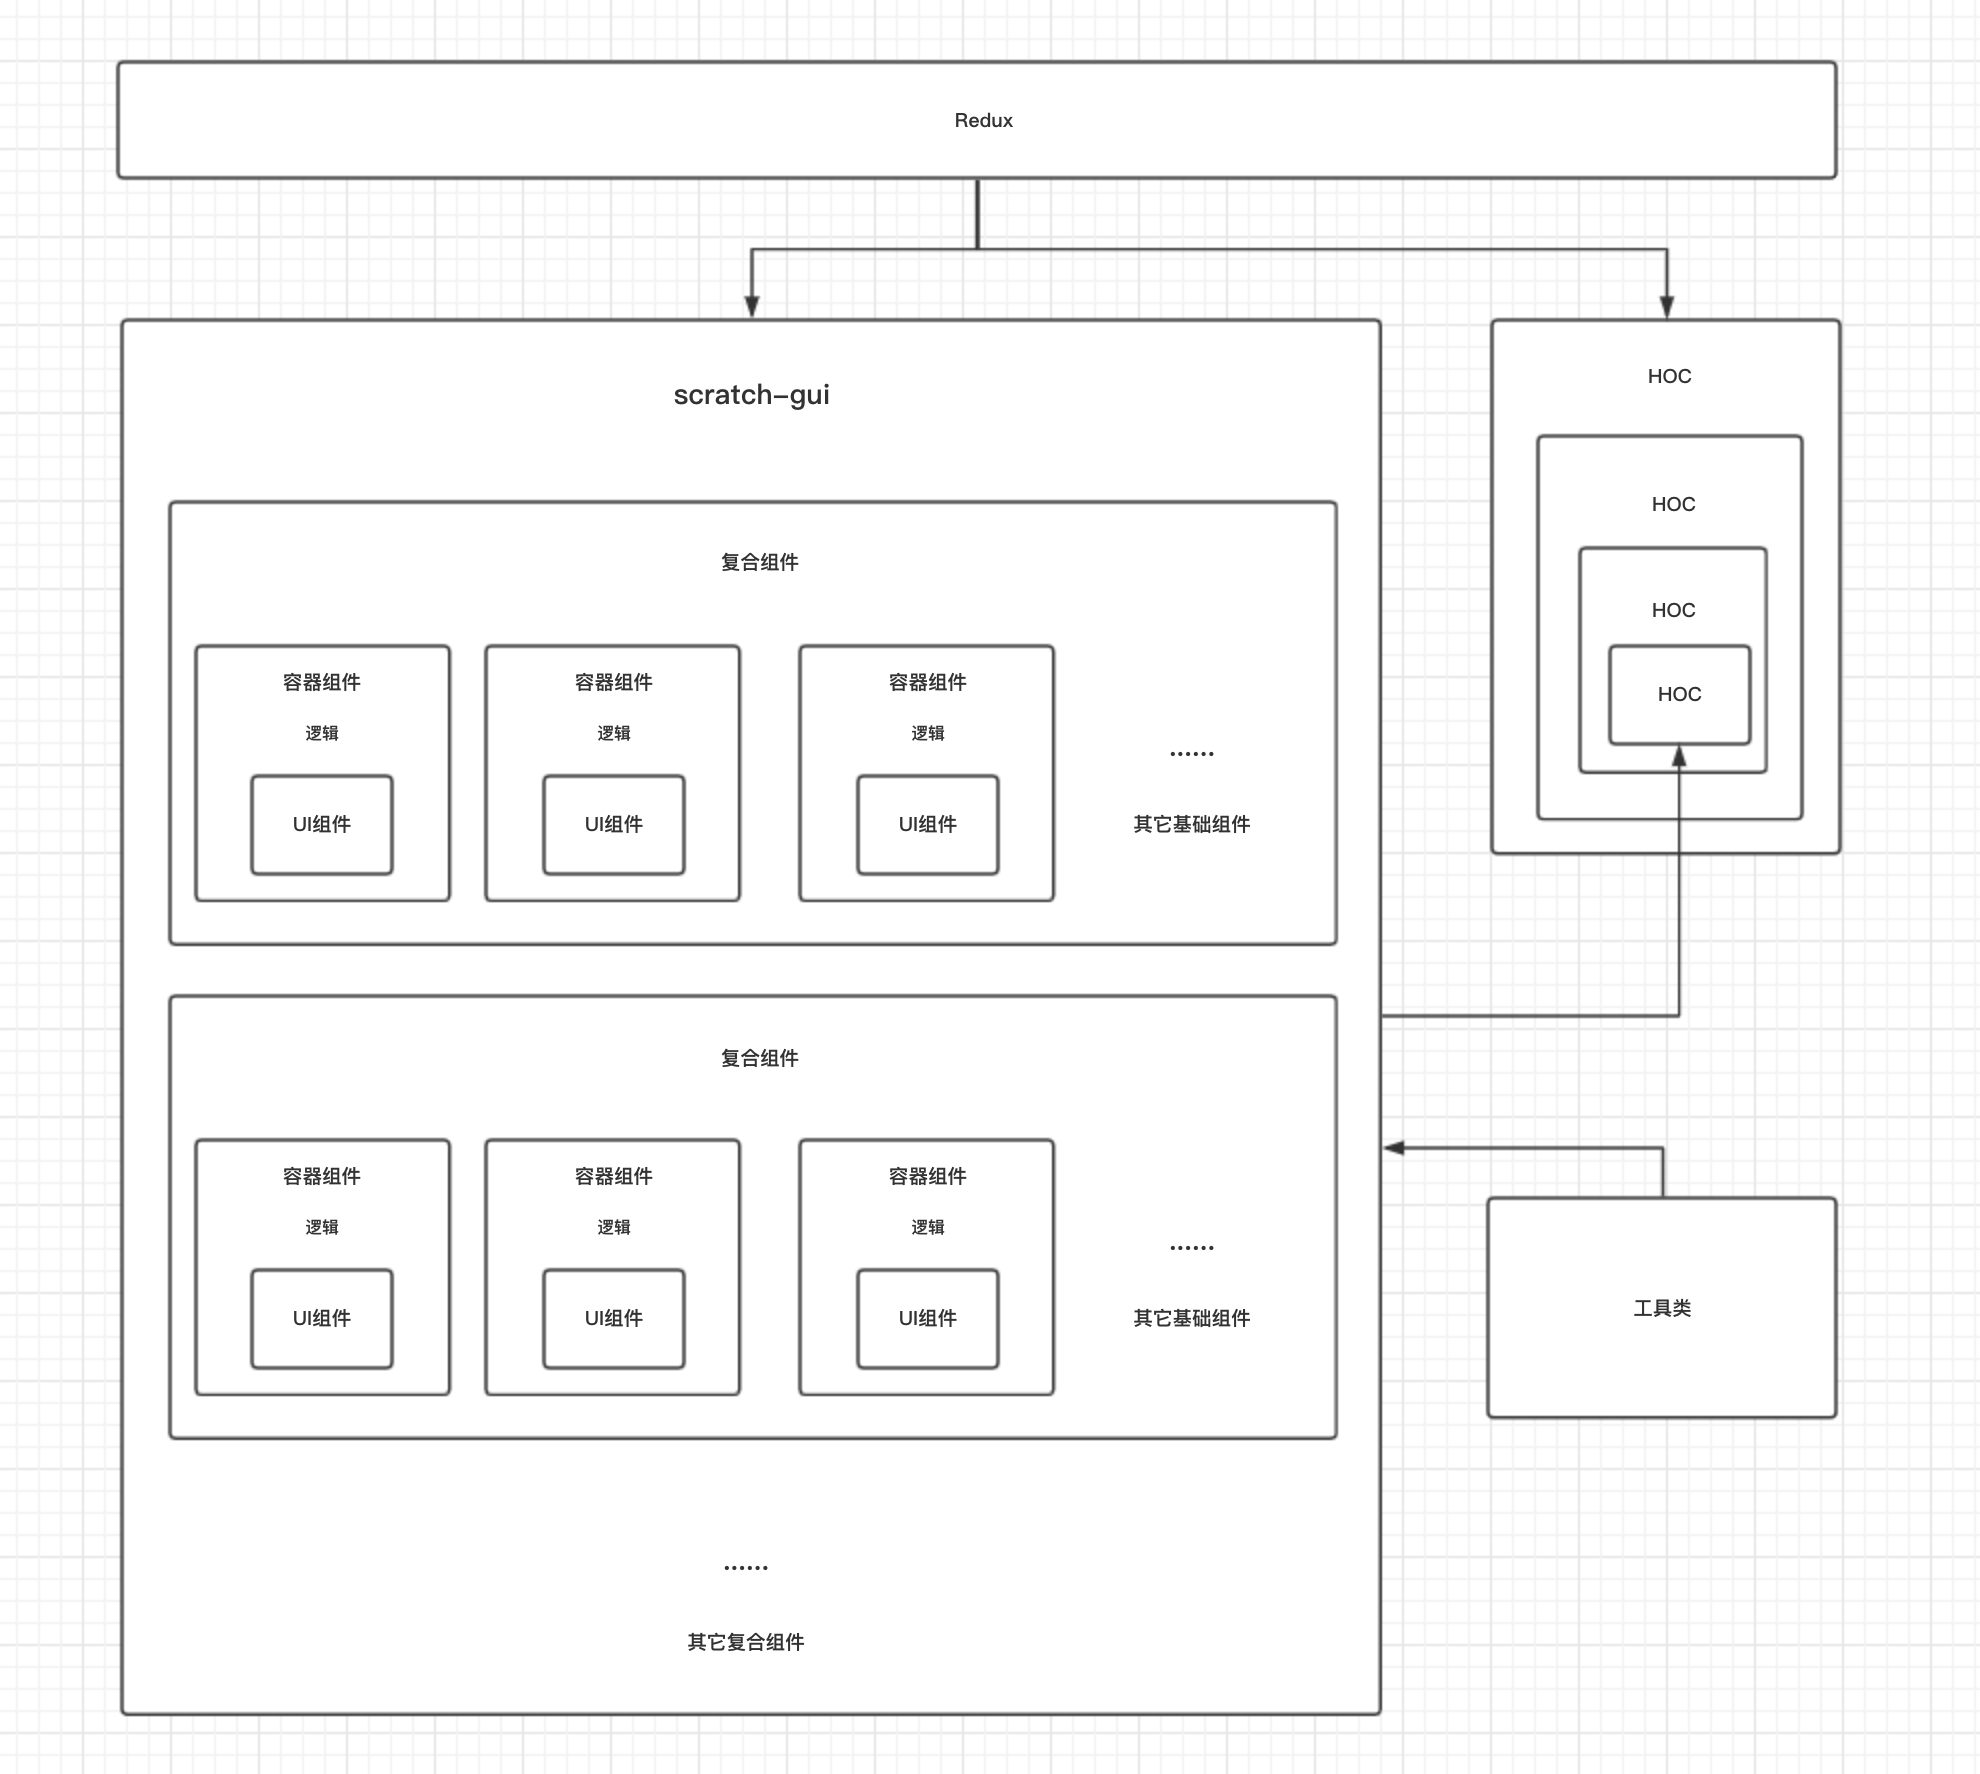 Redux
scratch-gui
复合组件
容器组件
逻辑
UI组件
容器组件
逻辑
UI组件
容器组件
逻辑
UI组件
......
其它基础组件
复合组件
容器组件
逻辑
UI组件
容器组件
逻辑
UI组件
容器组件
逻辑
UI组件
......
其它基础组件
......
其它复合组件
HOC
HOC
HOC
HOC
工具类